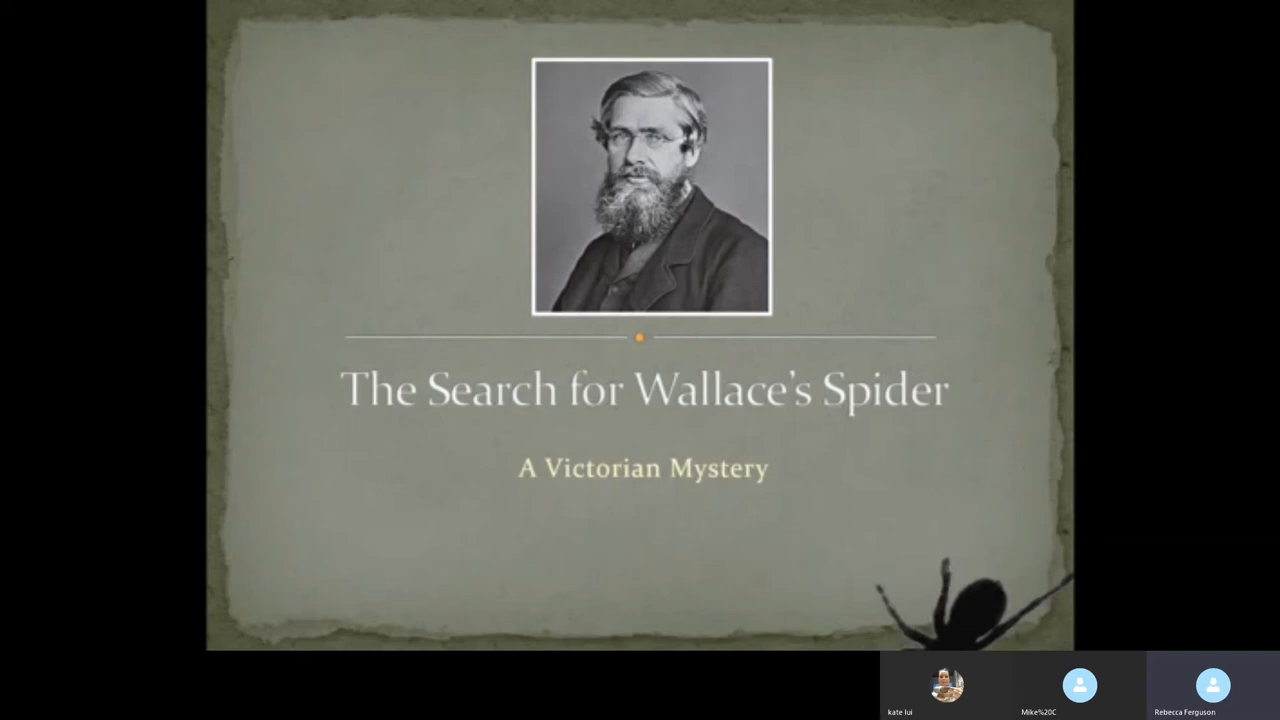 The Search for Wallace's Spider
A Victorian Mystery
kate lui
Mike%20C
Rebecca Ferguson